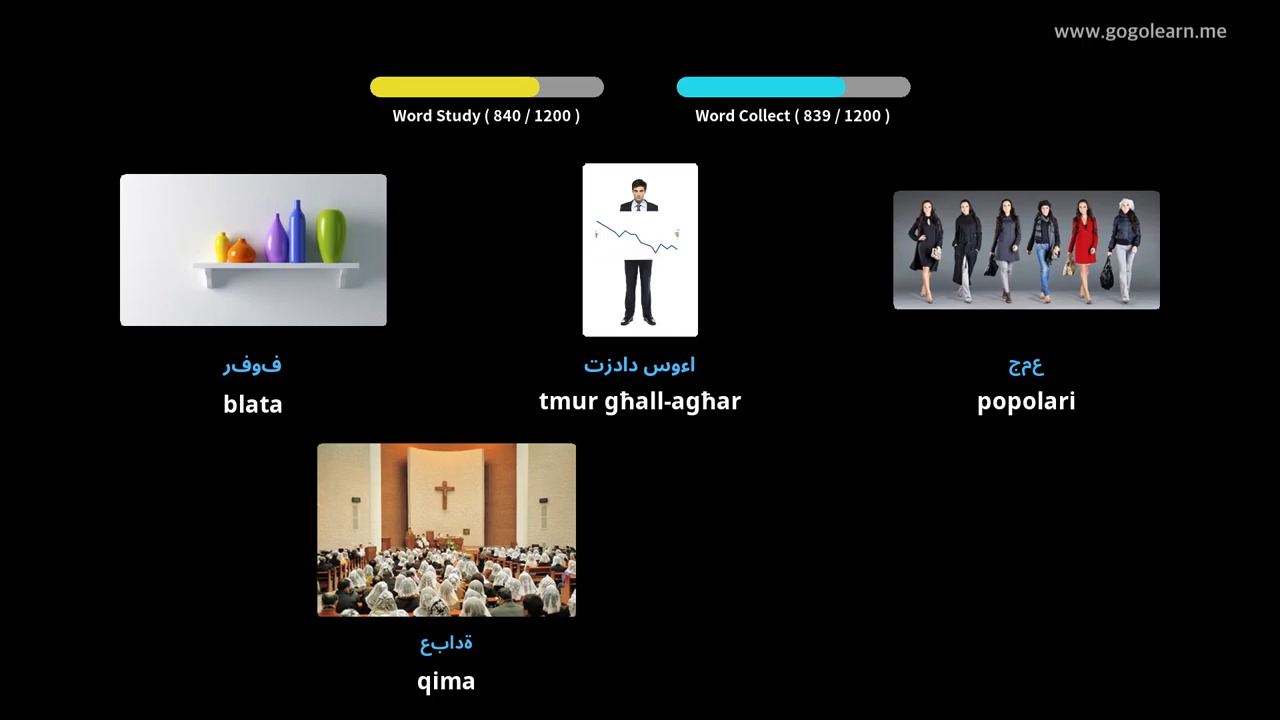 www.gogolearn.me
Word Study ( 840 / 1200 )
Word Collect ( 839 / 1200 )
فوفر
blata
اءوس دادزت
tmur għall-agħar
عمج
popolari
ةدابع
qima